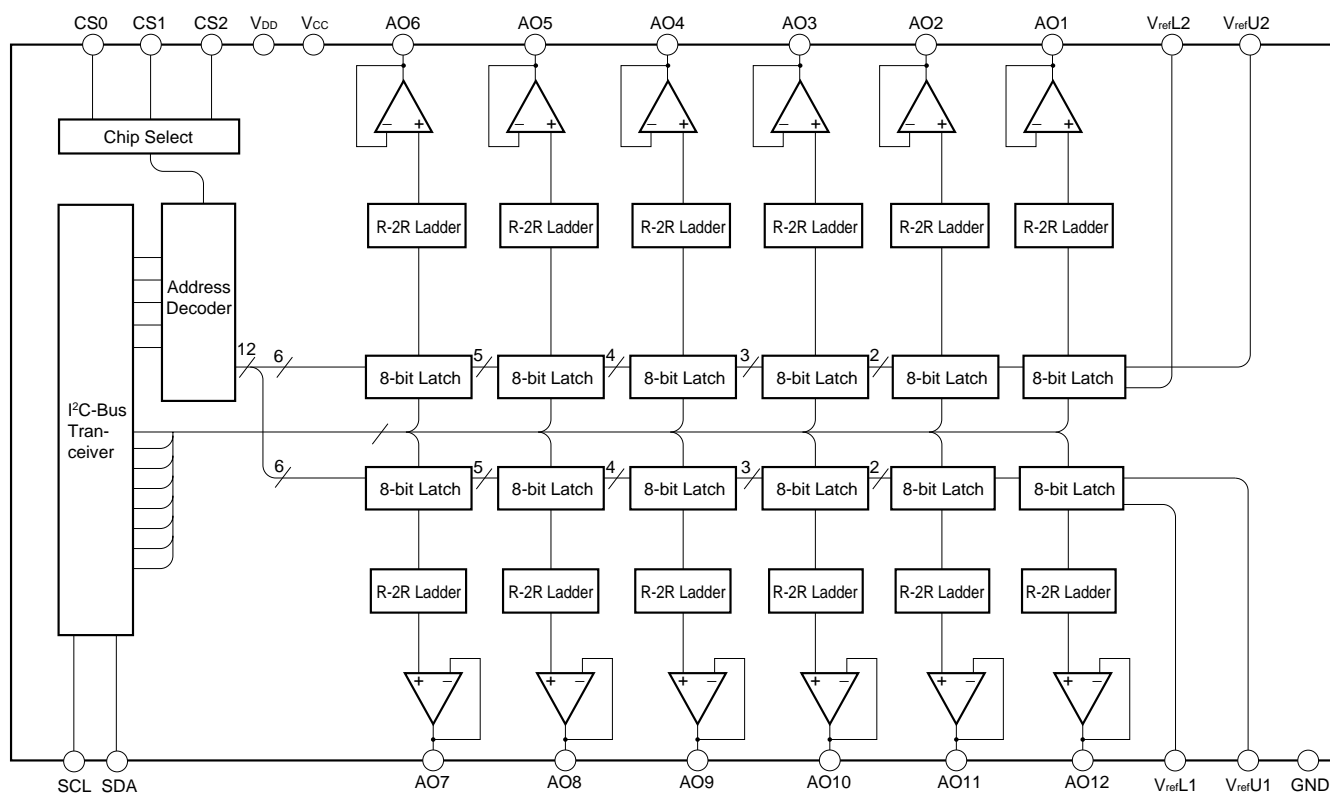 CS0 CS1 CS2 VDD VCC AO6 AO5 AO4 AO3 AO2 AO1 VrefL2 VrefU2
− + − + − + − + − + − +
Chip Select
R-2R Ladder R-2R Ladder R-2R Ladder R-2R Ladder R-2R Ladder R-2R Ladder
Address
Decoder
12 6 5 4 3 2
8-bit Latch 8-bit Latch 8-bit Latch 8-bit Latch 8-bit Latch 8-bit Latch
I²C-Bus
Tran-
ceiver
6 5 4 3 2
8-bit Latch 8-bit Latch 8-bit Latch 8-bit Latch 8-bit Latch 8-bit Latch
R-2R Ladder R-2R Ladder R-2R Ladder R-2R Ladder R-2R Ladder R-2R Ladder
+ − + − + − + − + − + −
SCL SDA AO7 AO8 AO9 AO10 AO11 AO12 VrefL1 VrefU1 GND